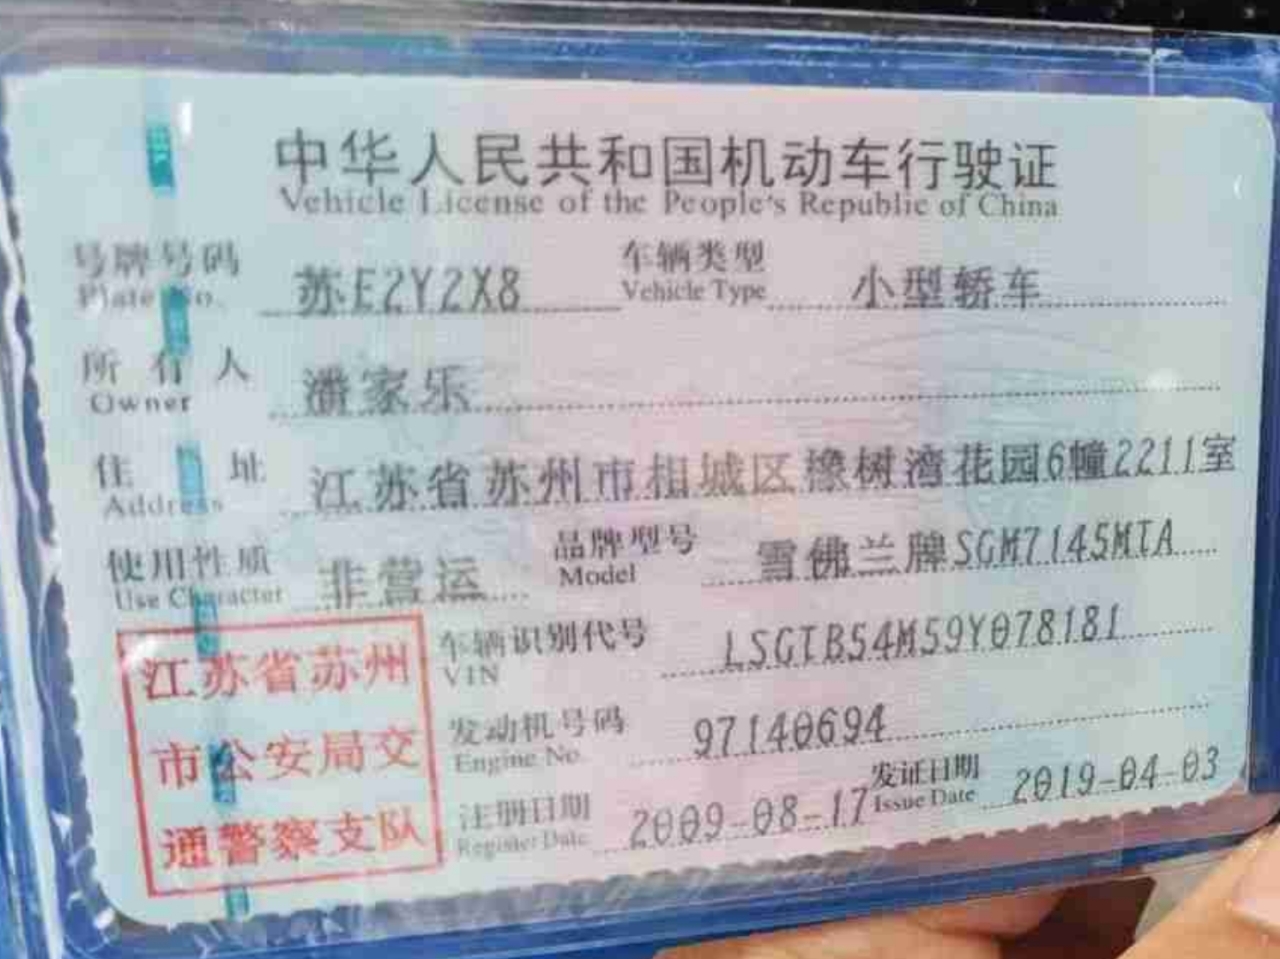 中华人民共和国机动车行驶证
Vehicle License of the People's Republic of China
号牌号码 苏E2Y2X8 车辆类型 小型轿车
Plate No. Vehicle Type
所有人 潘家乐
Owner
住址 江苏省苏州市相城区橡树湾花园6幢2211室
Address
使用性质 非营运 品牌型号 雪佛兰牌SGM7145MTA
Use Character Model
江苏省苏州
市公安局交
通警察支队
车辆识别代号 LSGTB54M59Y078181
VIN
发动机号码 97140694
Engine No.
注册日期 2009-08-17 发证日期 2019-04-03
Register Date Issue Date